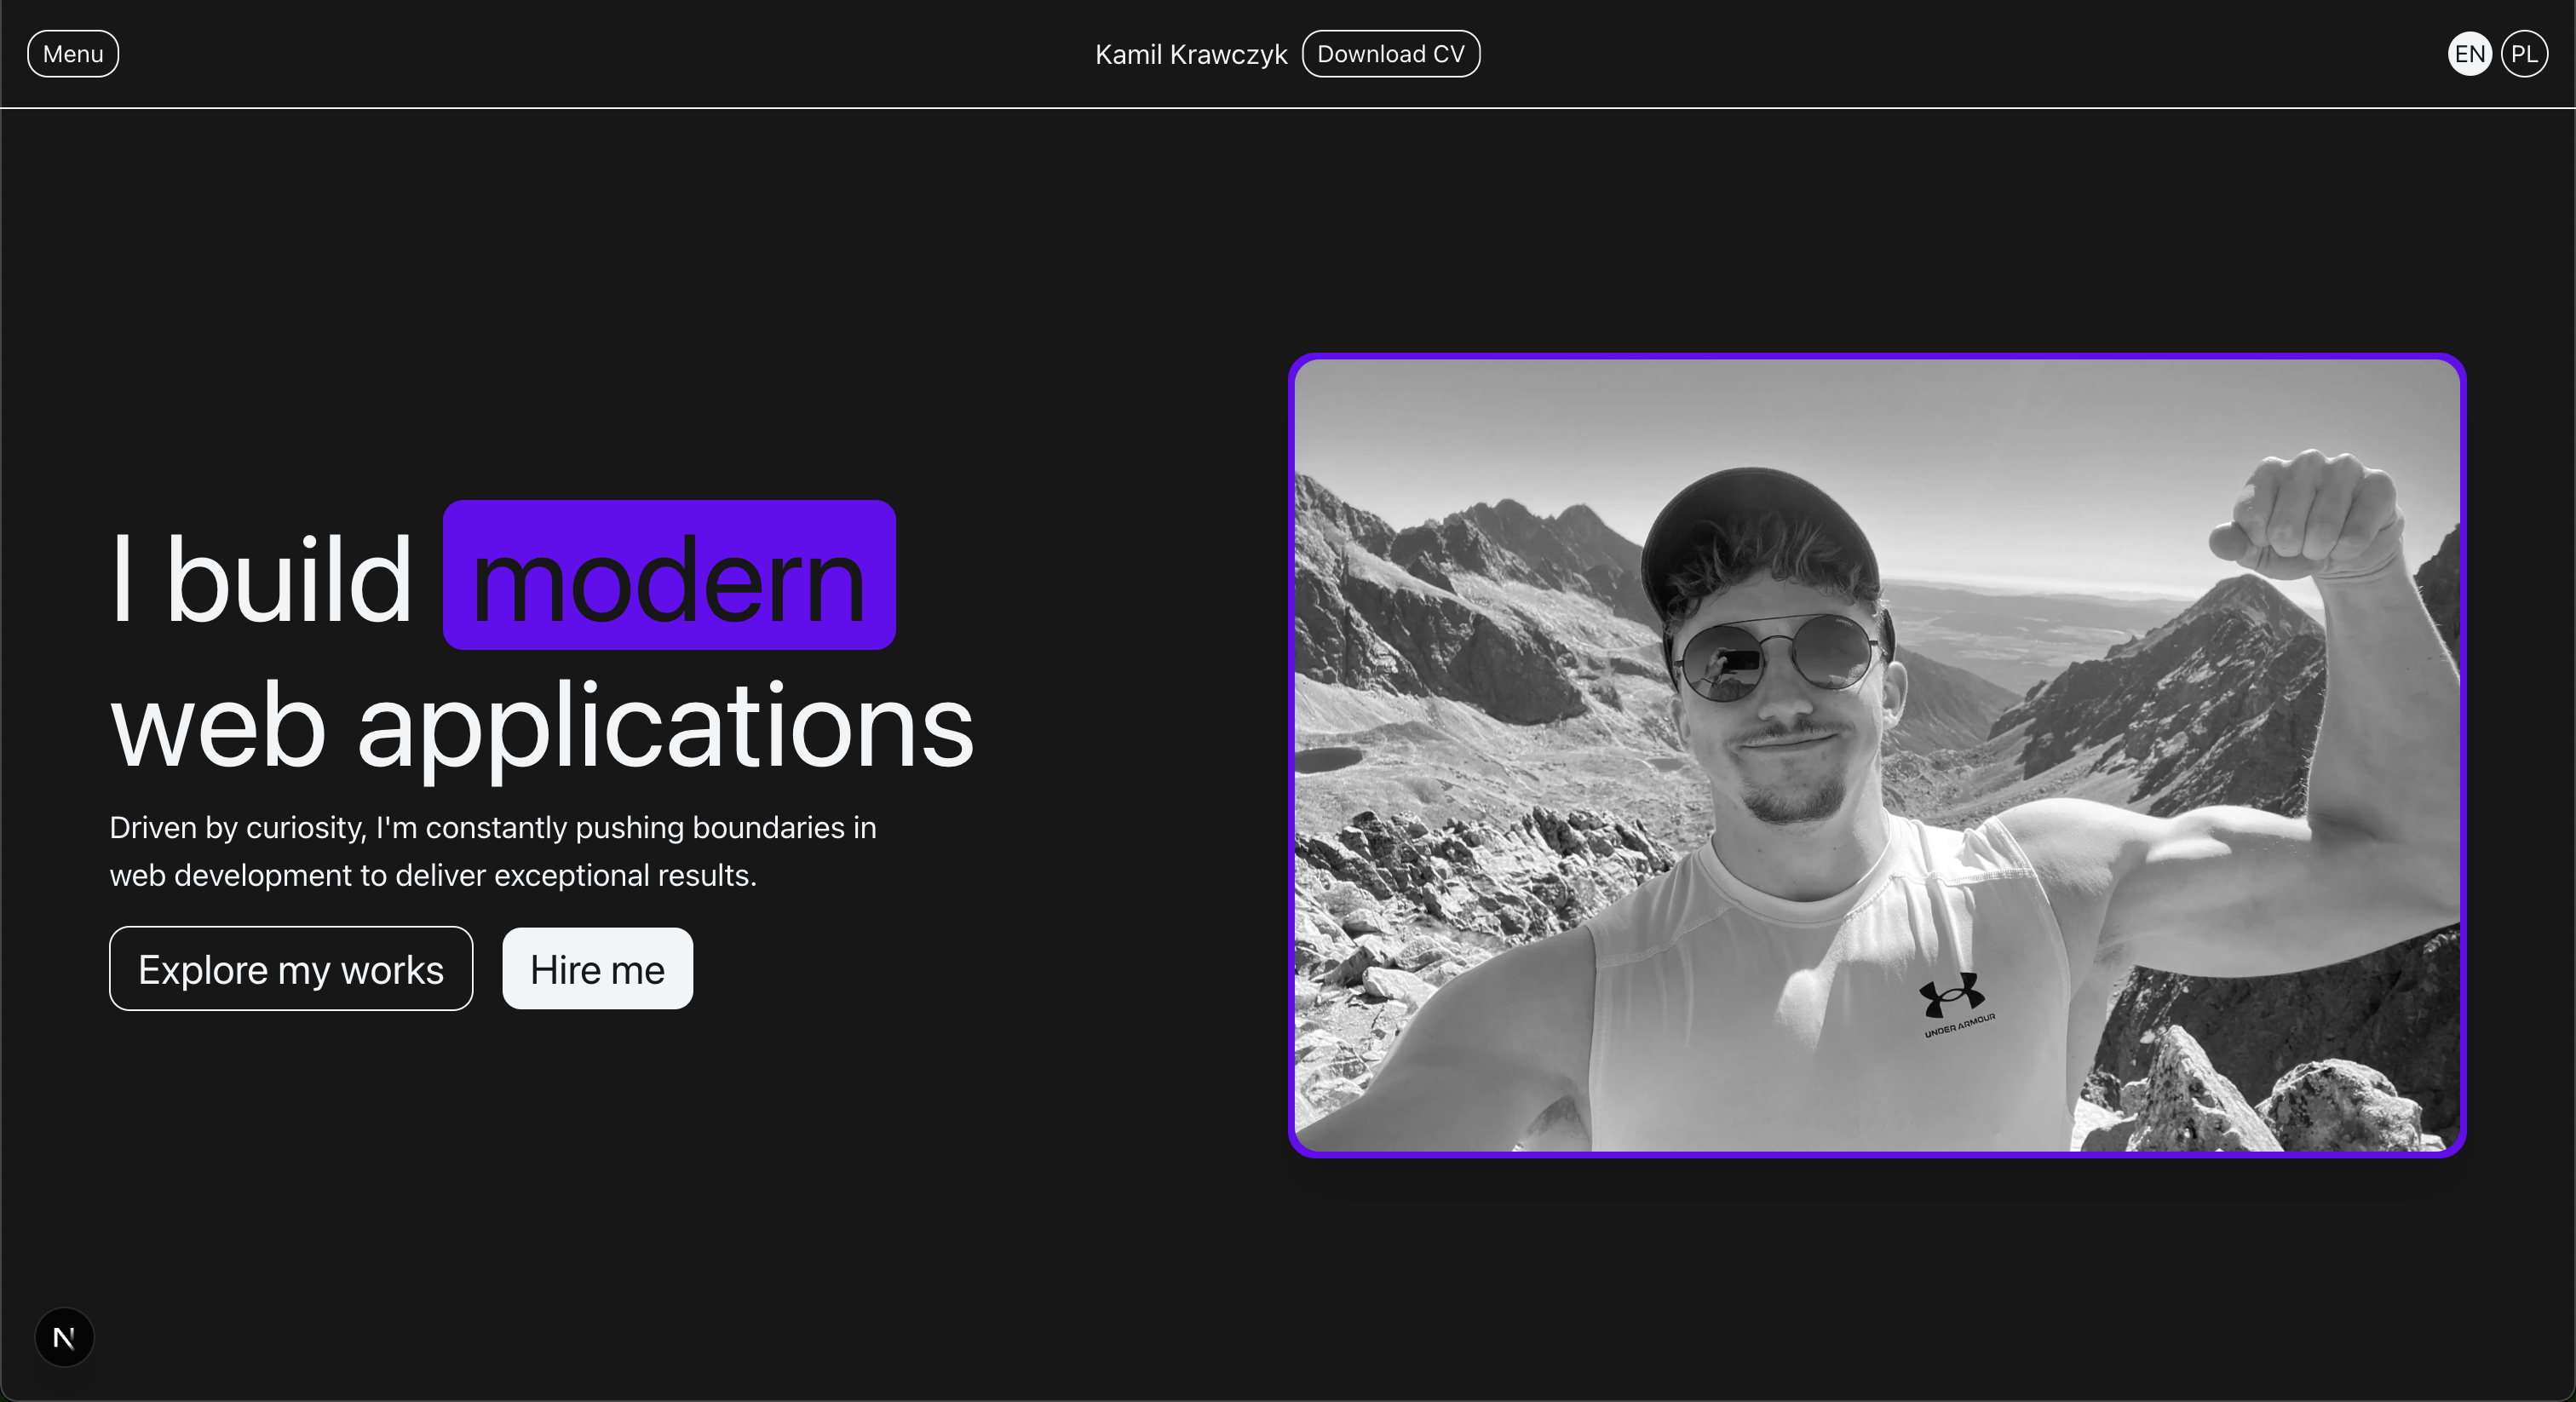 Menu
Kamil Krawczyk
Download CV
EN
PL
I build modern
web applications
Driven by curiosity, I'm constantly pushing boundaries in
web development to deliver exceptional results.
Explore my works
Hire me
UNDER ARMOUR
N